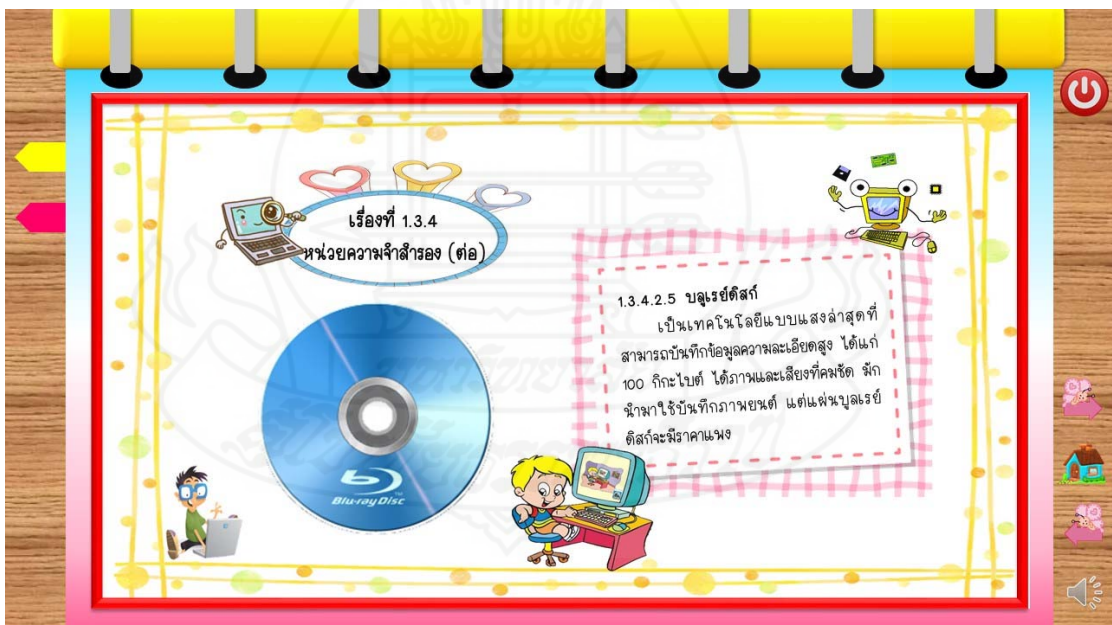 เรื่องที่ 1.3.4
หน่วยความจำสำรอง (ต่อ)
1.3.4.2.5 บลูเรย์ดิสก์
เป็นเทคโนโลยีแบบแสงล่าสุดที่
สามารถบันทึกข้อมูลความละเอียดสูง ได้แก่
100 กิกะไบต์ ได้ภาพและเสียงที่คมชัด มัก
นำมาใช้บันทึกภาพยนต์ แต่แผ่นบูลเรย์
ดิสก์จะมีราคาแพง
Blu-ray Disc
TM